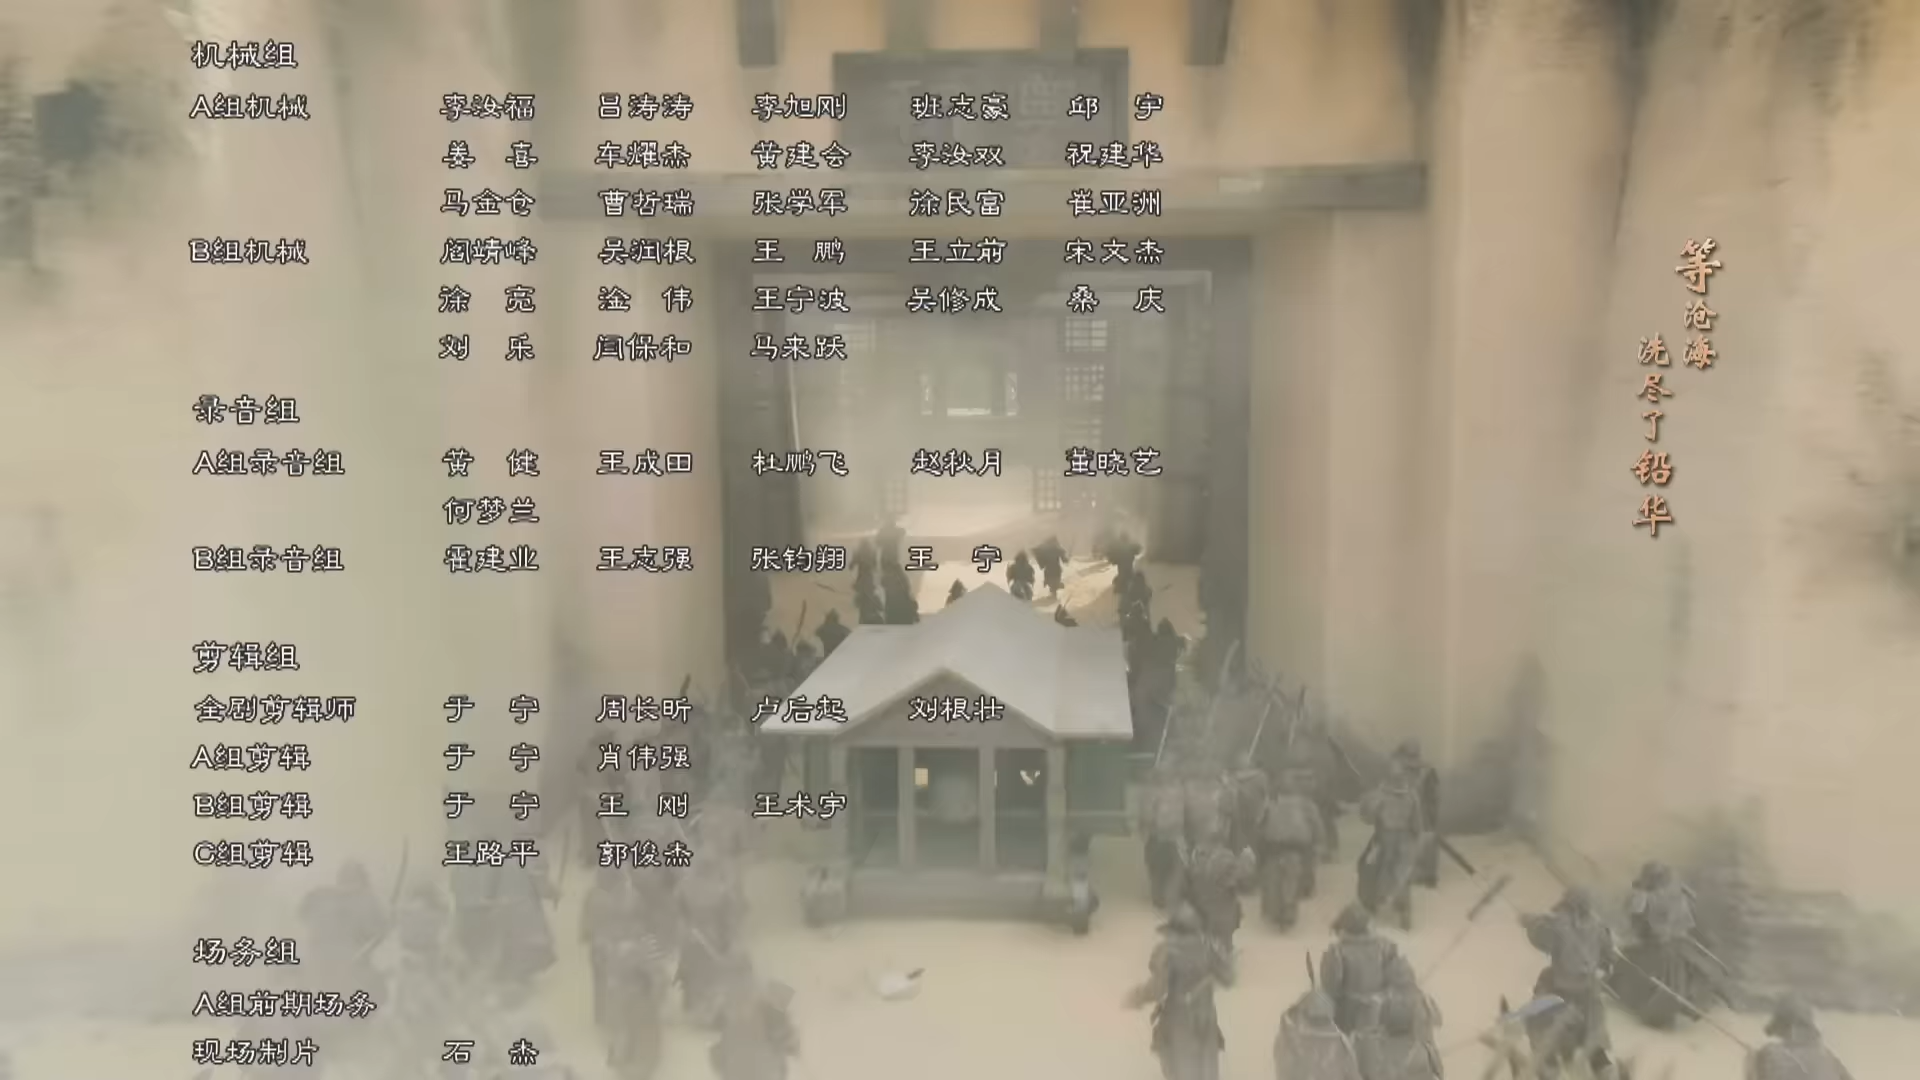 机械组
A组机械 李汝福 吕涛涛 李旭刚 班志豪 邱宇
姜喜 车耀杰 黄建会 李汝双 祝建华
马金仓 曹哲瑞 张学军 徐民富 崔亚洲
B组机械 阎靖峰 吴润根 王鹏 王立前 宋文杰
涂亮 淦伟 王宁波 吴修成 桑庆
刘乐 闫保和 马来跃
录音组
A组录音组 黄健 王成田 杜鹏飞 赵秋月 董晓艺
何梦兰
B组录音组 霍建业 王志强 张钧翔 王宁
剪辑组
全剧剪辑师 于宁 周长昕 卢后起 刘根壮
A组剪辑 于宁 肖伟强
B组剪辑 于宁 王刚 王术宇
C组剪辑 王路平 郭俊杰
场务组
A组前期场务
现场制片 石杰
等沧海
洗尽了铅华